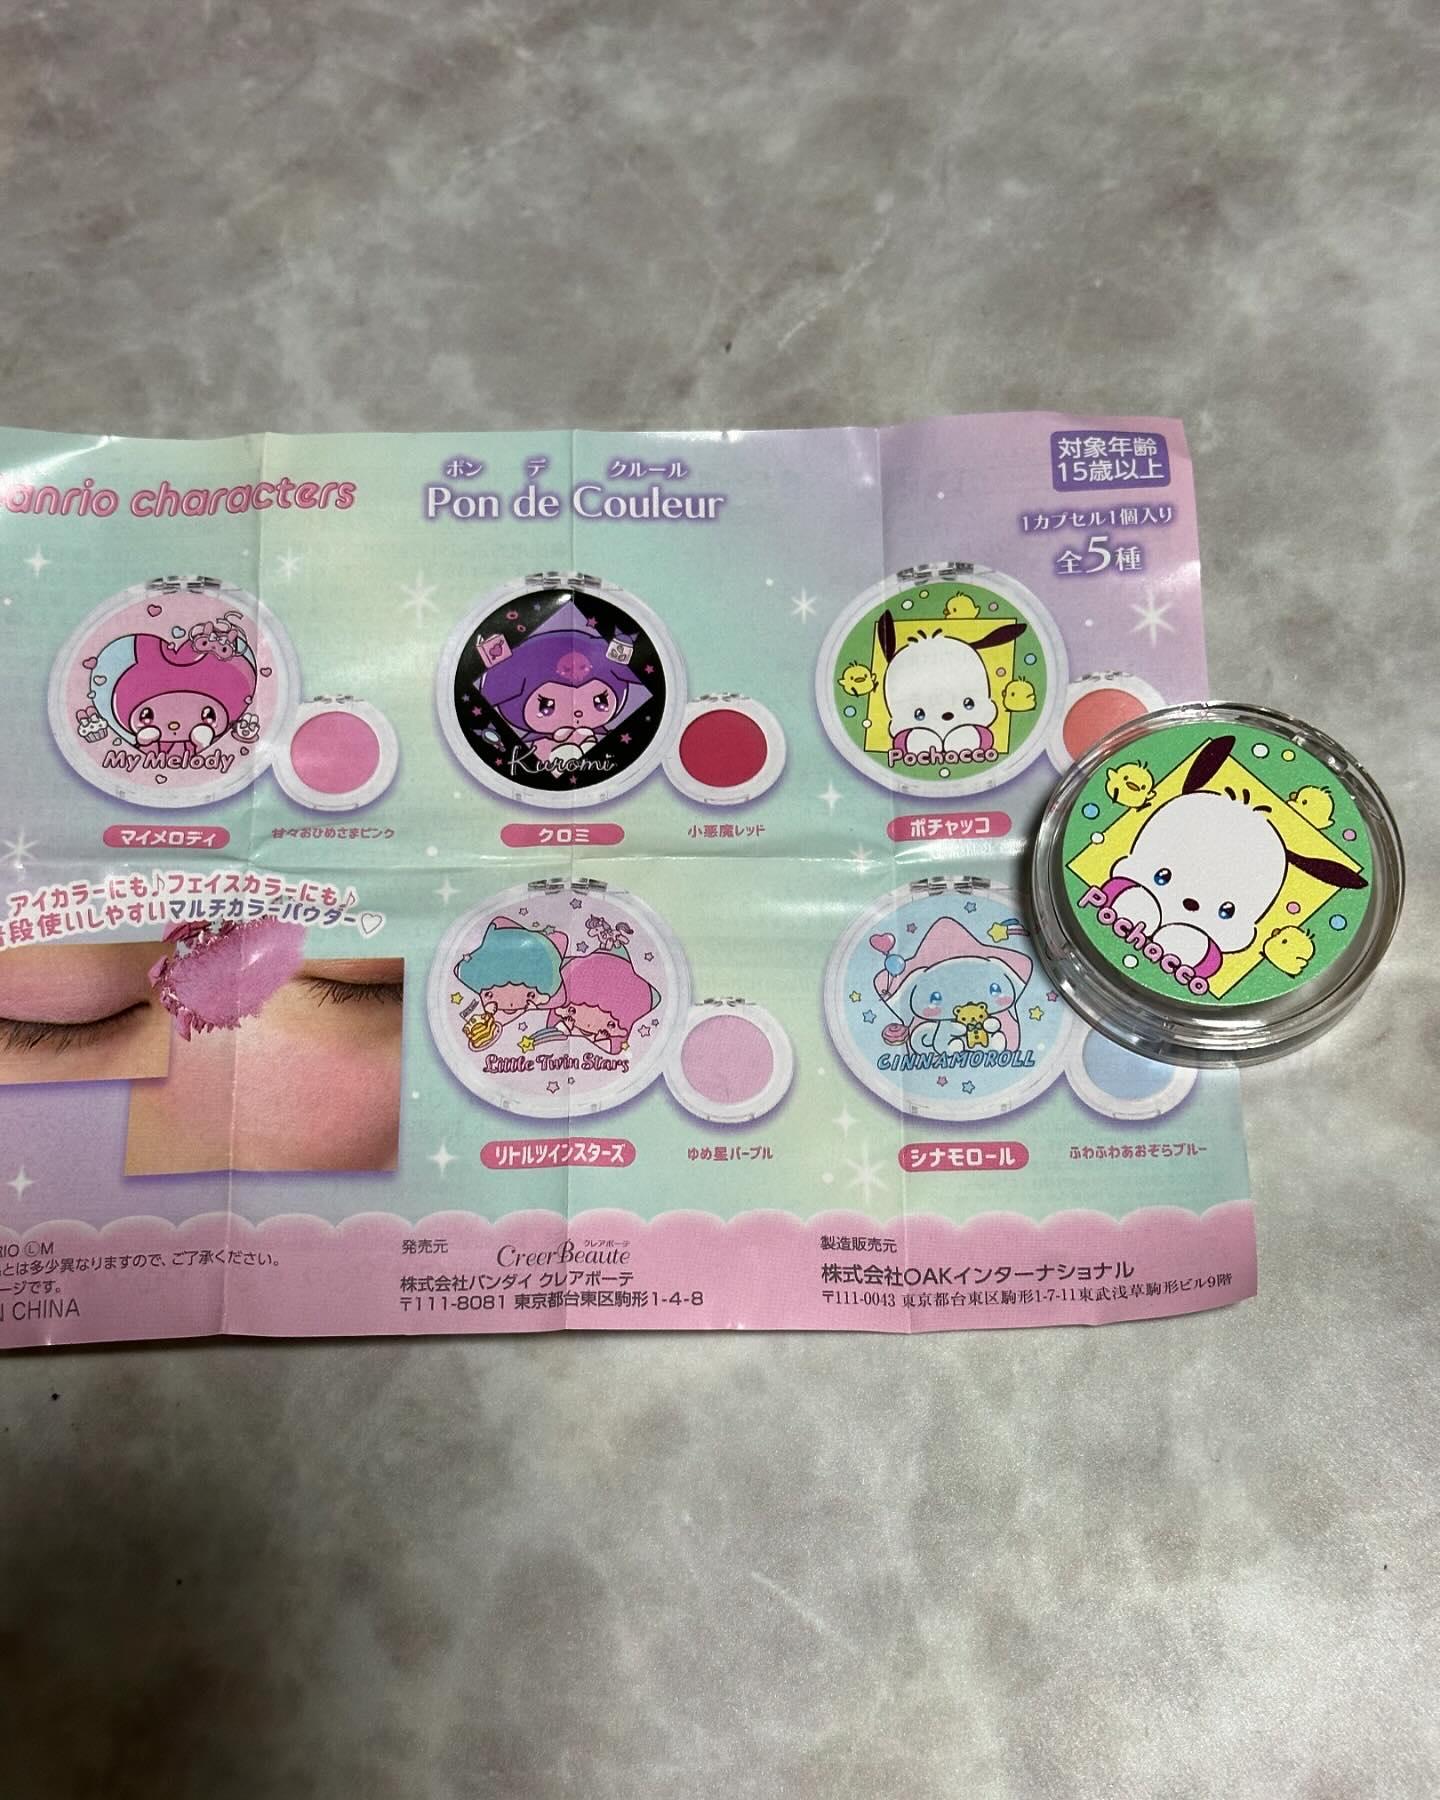 anrio characters
ポン デ クルール
Pon de Couleur
対象年齢
15歳以上
1カプセル1個入り
全5種
My Melody
Kuromi
Pochacco
マイメロディ
甘々おひめさまピンク
クロミ
小悪魔レッド
ポチャッコ
Pochacco
アイカラーにも♪フェイスカラーにも♪
普段使いしやすいマルチカラーパウダー♡
Little Twin Stars
CINNAMOROLL
リトルツインスターズ
ゆめ星パープル
シナモロール
ふわふわあおぞらブルー
RIO ⓁM
とは多少異なりますので、ご了承ください。
ージです。
N CHINA
発売元
クレアボーテ
CreerBeaute
株式会社バンダイ クレアボーテ
〒111-8081 東京都台東区駒形1-4-8
製造販売元
株式会社OAKインターナショナル
〒111-0043 東京都台東区駒形1-7-11東武浅草駒形ビル9階